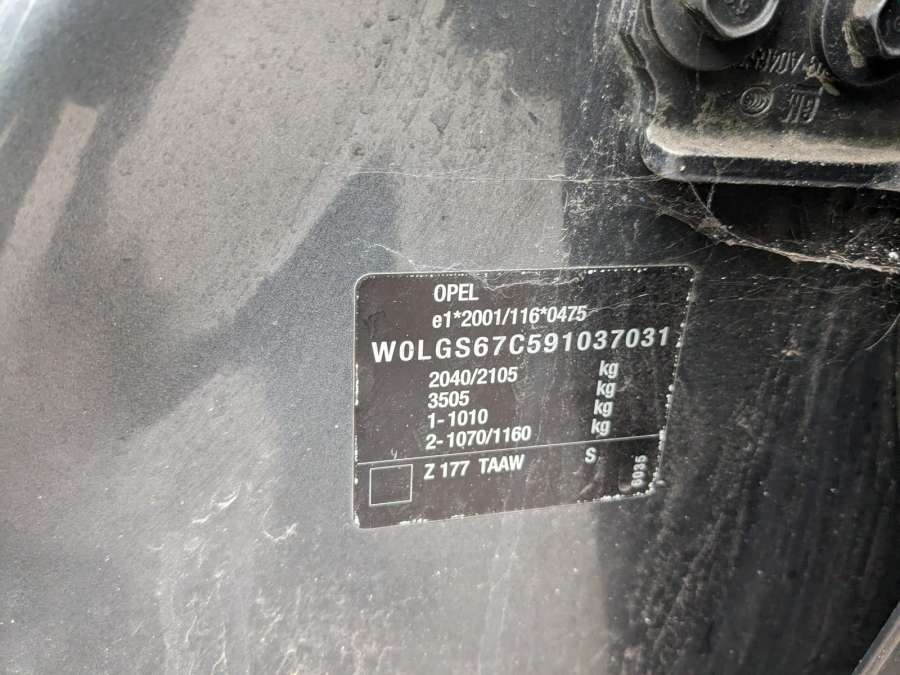 OPEL
e1*2001/116*0475
W0LGS67C591037031
2040/2105 kg
3505 kg
1-1010 kg
2-1070/1160 kg
Z 177 TAAW S
GM